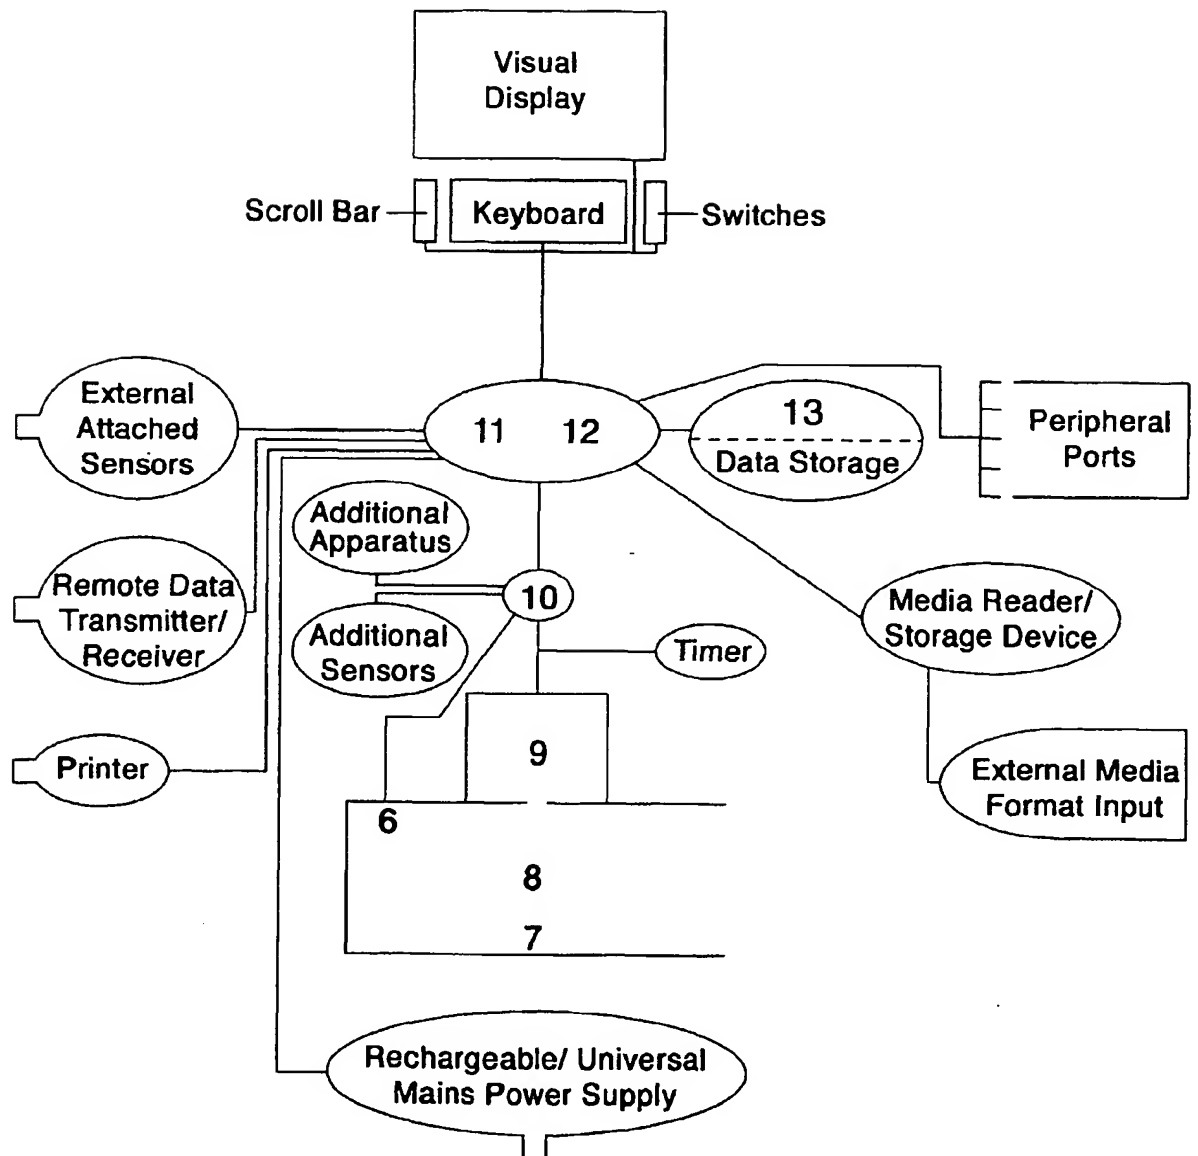 Visual
Display
Scroll Bar
Keyboard
Switches
External
Attached
Sensors
11 12
13
Data Storage
Peripheral
Ports
Additional
Apparatus
Remote Data
Transmitter/
Receiver
10
Media Reader/
Storage Device
Additional
Sensors
Timer
Printer
9
External Media
Format Input
6
8
7
Rechargeable/ Universal
Mains Power Supply